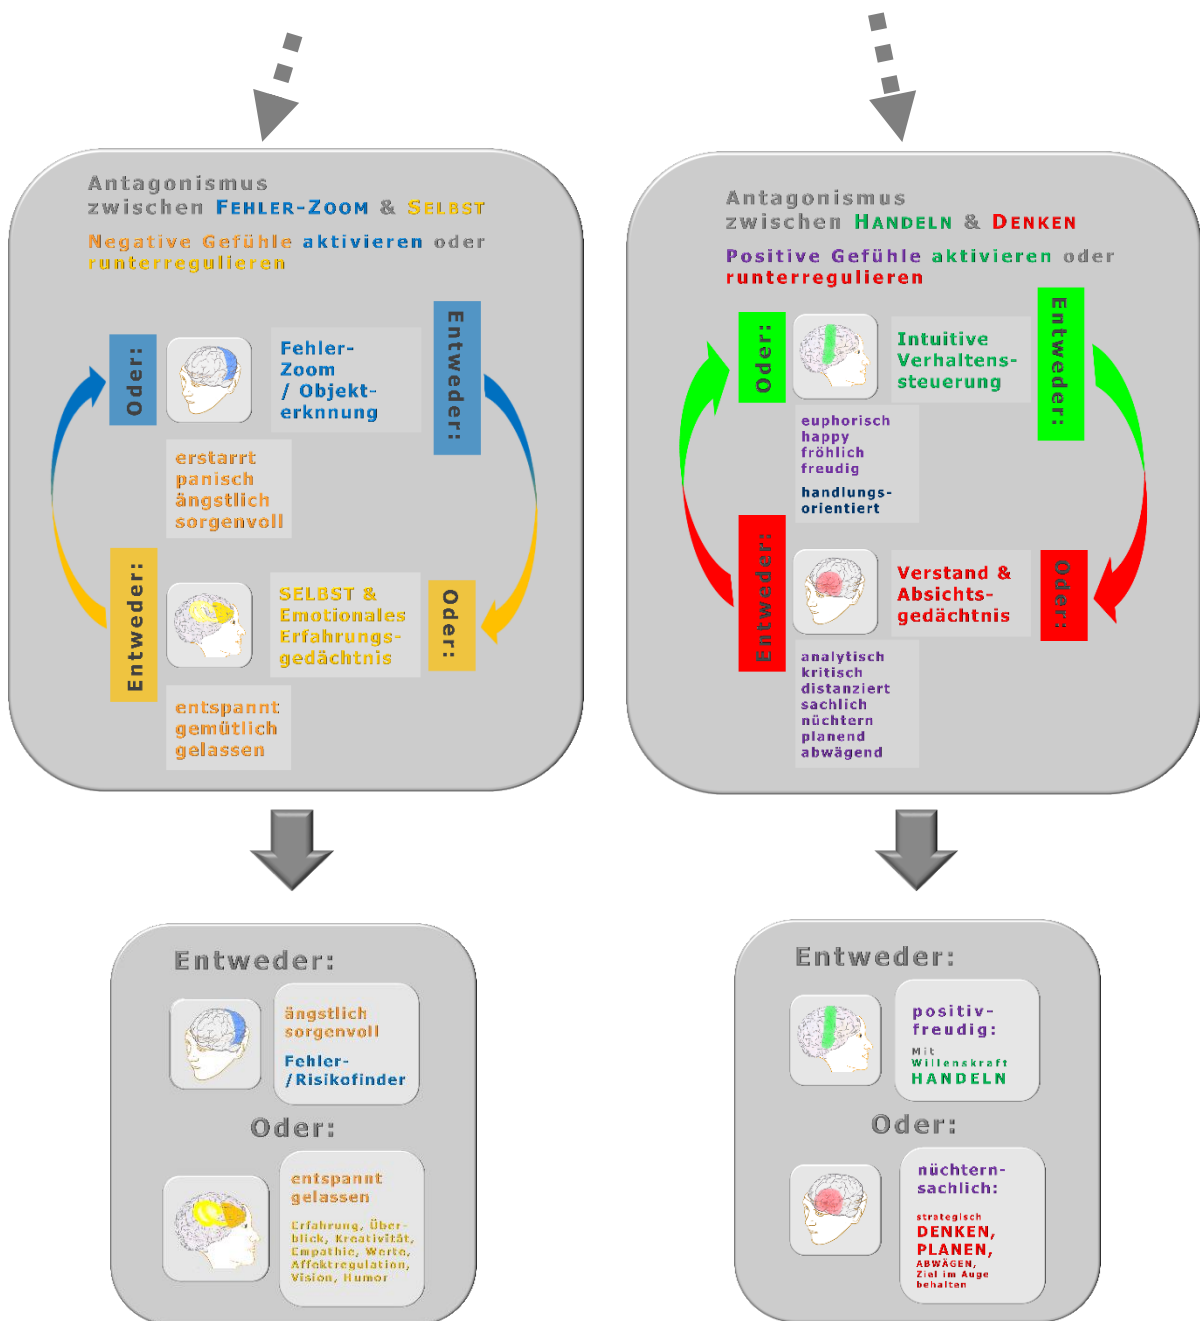 Antagonismus
zwischen FEHLER-ZOOM & SELBST
Negative Gefühle aktivieren oder
runterregulieren
Oder:
Fehler-
Zoom
/ Objekt-
erknnung
Entweder:
erstarrt
panisch
ängstlich
sorgenvoll
Entweder:
SELBST &
Emotionales
Erfahrungs-
gedächtnis
Oder:
entspannt
gemütlich
gelassen
Antagonismus
zwischen HANDELN & DENKEN
Positive Gefühle aktivieren oder
runterregulieren
Oder:
Intuitive
Verhaltens-
steuerung
Entweder:
euphorisch
happy
fröhlich
freudig
handlungs-
orientiert
Entweder:
Verstand &
Absichts-
gedächtnis
Oder:
analytisch
kritisch
distanziert
sachlich
nüchtern
planend
abwägend
Entweder:
ängstlich
sorgenvoll
Fehler-
/Risikofinder
Oder:
entspannt
gelassen
Erfahrung, Über-
blick, Kreativität,
Empathie, Werte,
Affektregulation,
Vision, Humor
Entweder:
positiv-
freudig:
Mit
Willenskraft
HANDELN
Oder:
nüchtern-
sachlich:
strategisch
DENKEN,
PLANEN,
ABWÄGEN,
Ziel im Auge
behalten